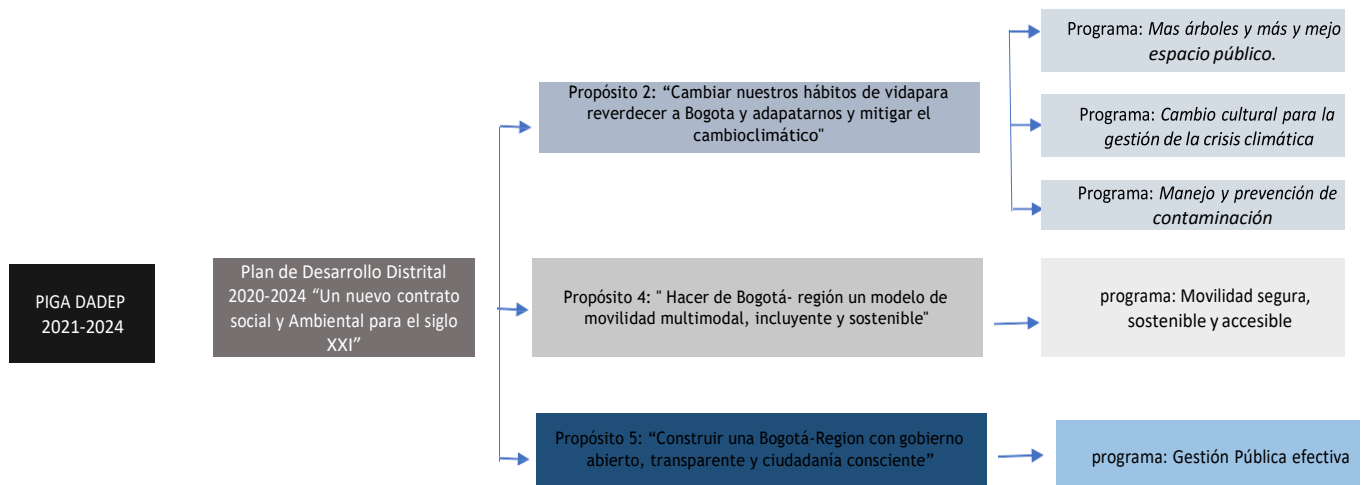 PIGA DADEP
2021-2024
Plan de Desarrollo Distrital
2020-2024 “Un nuevo contrato
social y Ambiental para el siglo
XXI”
Propósito 2: “Cambiar nuestros hábitos de vidapara
reverdecer a Bogota y adapatarnos y mitigar el
cambioclimático"
Programa: Mas árboles y más y mejo
espacio público.
Programa: Cambio cultural para la
gestión de la crisis climática
Programa: Manejo y prevención de
contaminación
Propósito 4: " Hacer de Bogotá- región un modelo de
movilidad multimodal, incluyente y sostenible"
programa: Movilidad segura,
sostenible y accesible
Propósito 5: “Construir una Bogotá-Region con gobierno
abierto, transparente y ciudadanía consciente”
programa: Gestión Pública efectiva